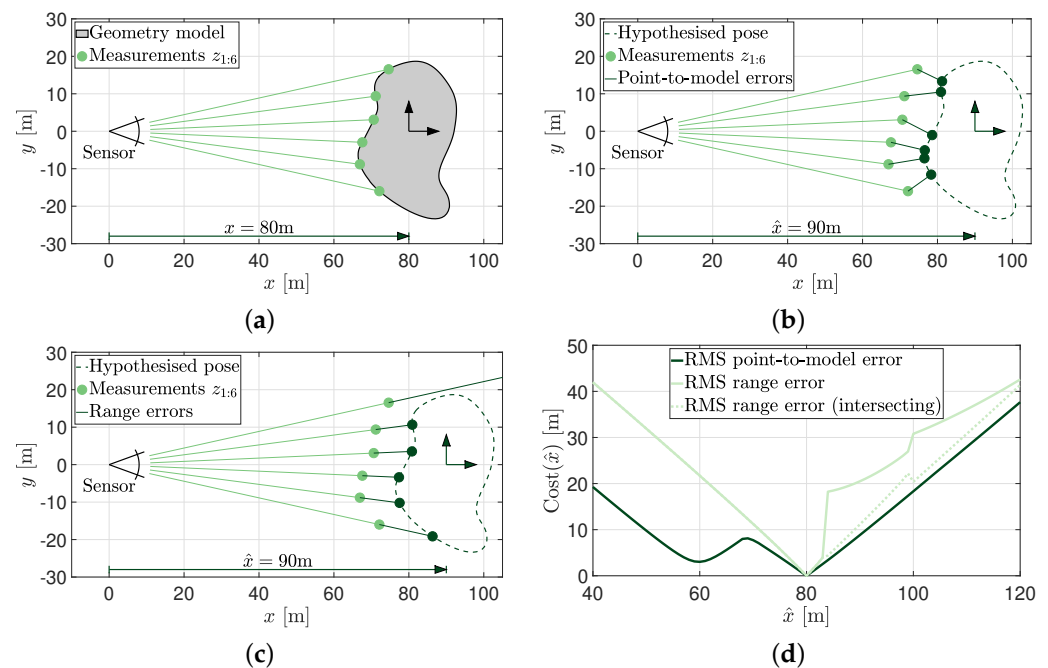 30
20
10
0
-10
-20
-30
y [m]
Geometry model
Measurements z1:6
Sensor
x = 80m
0 20 40 60 80 100
x [m]
(a)
30
20
10
0
-10
-20
-30
y [m]
Hypothesised pose
Measurements z1:6
Point-to-model errors
Sensor
x̂ = 90m
0 20 40 60 80 100
x [m]
(b)
30
20
10
0
-10
-20
-30
y [m]
Hypothesised pose
Measurements z1:6
Range errors
Sensor
x̂ = 90m
0 20 40 60 80 100
x [m]
(c)
50
40
30
20
10
0
Cost(x̂) [m]
RMS point-to-model error
RMS range error
RMS range error (intersecting)
40 60 80 100 120
x̂ [m]
(d)